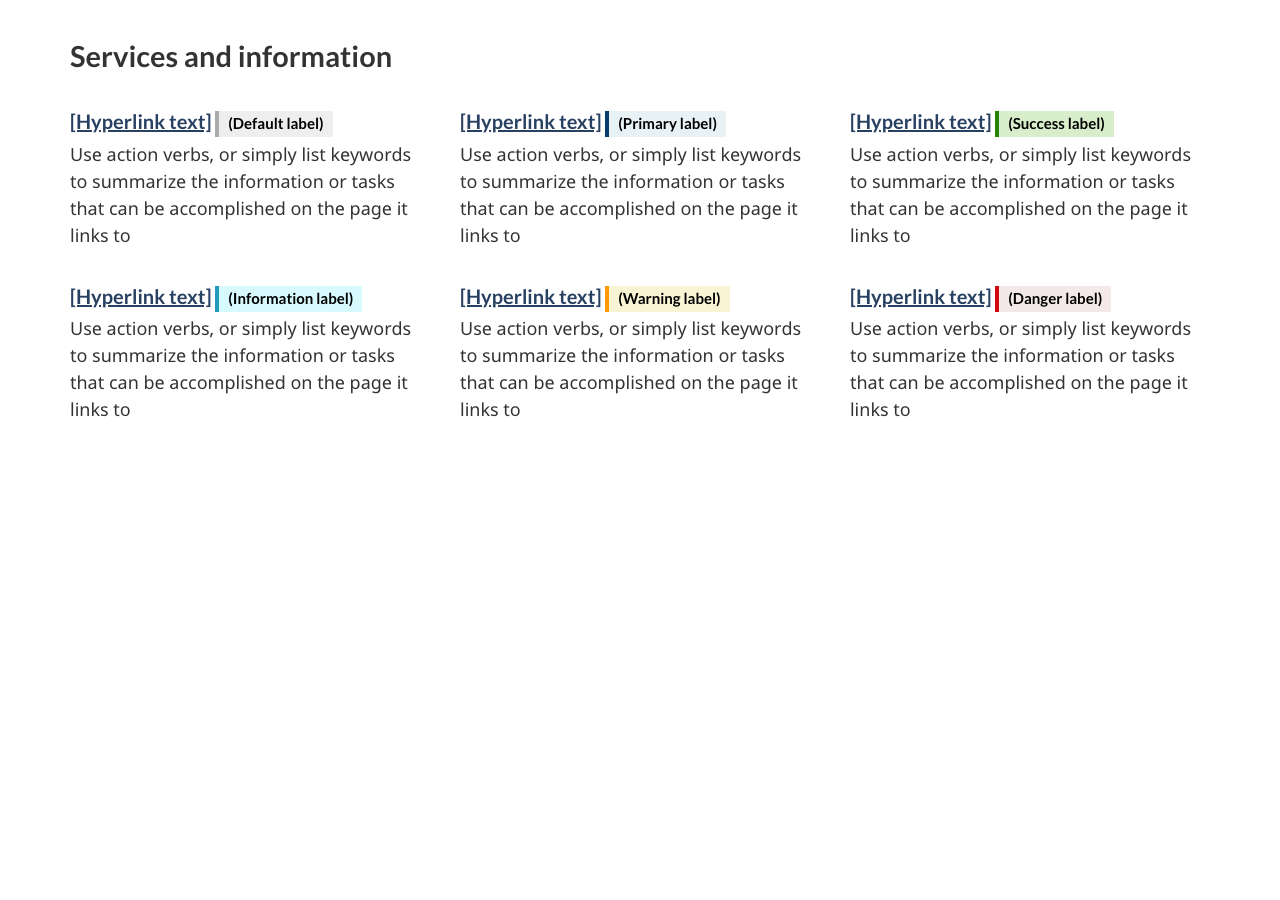 Services and information
[Hyperlink text] (Default label)
Use action verbs, or simply list keywords
to summarize the information or tasks
that can be accomplished on the page it
links to
[Hyperlink text] (Primary label)
Use action verbs, or simply list keywords
to summarize the information or tasks
that can be accomplished on the page it
links to
[Hyperlink text] (Success label)
Use action verbs, or simply list keywords
to summarize the information or tasks
that can be accomplished on the page it
links to
[Hyperlink text] (Information label)
Use action verbs, or simply list keywords
to summarize the information or tasks
that can be accomplished on the page it
links to
[Hyperlink text] (Warning label)
Use action verbs, or simply list keywords
to summarize the information or tasks
that can be accomplished on the page it
links to
[Hyperlink text] (Danger label)
Use action verbs, or simply list keywords
to summarize the information or tasks
that can be accomplished on the page it
links to